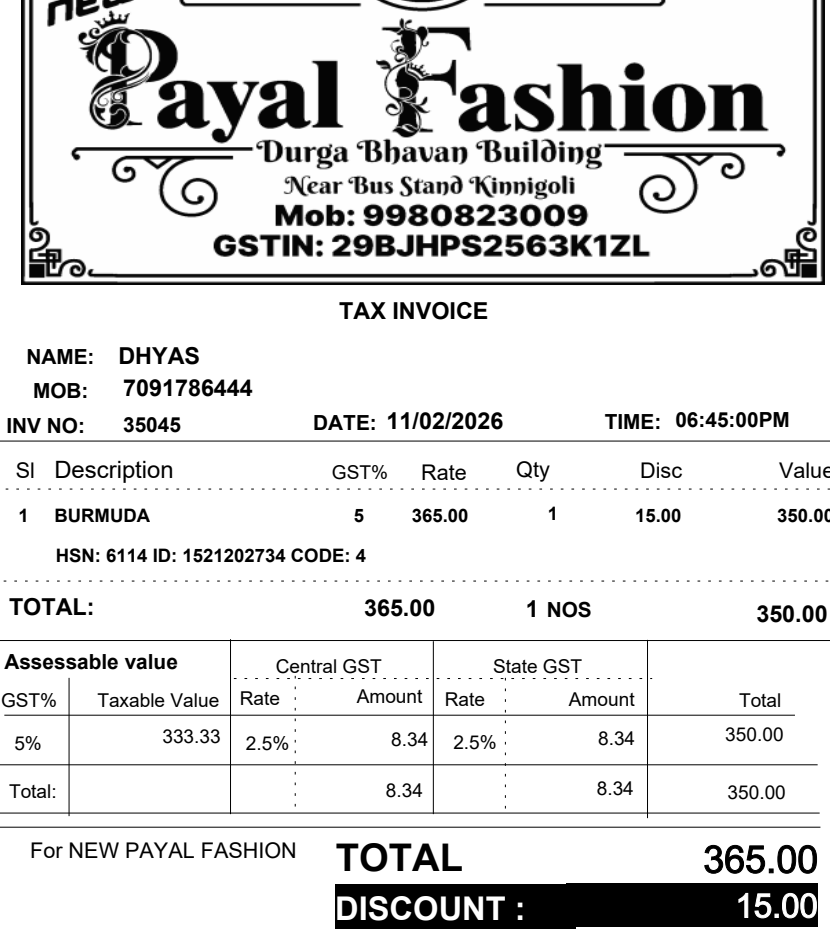 new
Payal Fashion
Durga Bhavan Building
Near Bus Stand Kinnigoli
Mob: 9980823009
GSTIN: 29BJHPS2563K1ZL
TAX INVOICE
NAME: DHYAS
MOB: 7091786444
INV NO: 35045 DATE: 11/02/2026 TIME: 06:45:00PM
Sl Description GST% Rate Qty Disc Value
1 BURMUDA 5 365.00 1 15.00 350.00
HSN: 6114 ID: 1521202734 CODE: 4
TOTAL: 365.00 1 NOS 350.00
Assessable value Central GST State GST
GST% Taxable Value Rate Amount Rate Amount Total
5% 333.33 2.5% 8.34 2.5% 8.34 350.00
Total: 8.34 8.34 350.00
For NEW PAYAL FASHION TOTAL 365.00
DISCOUNT : 15.00